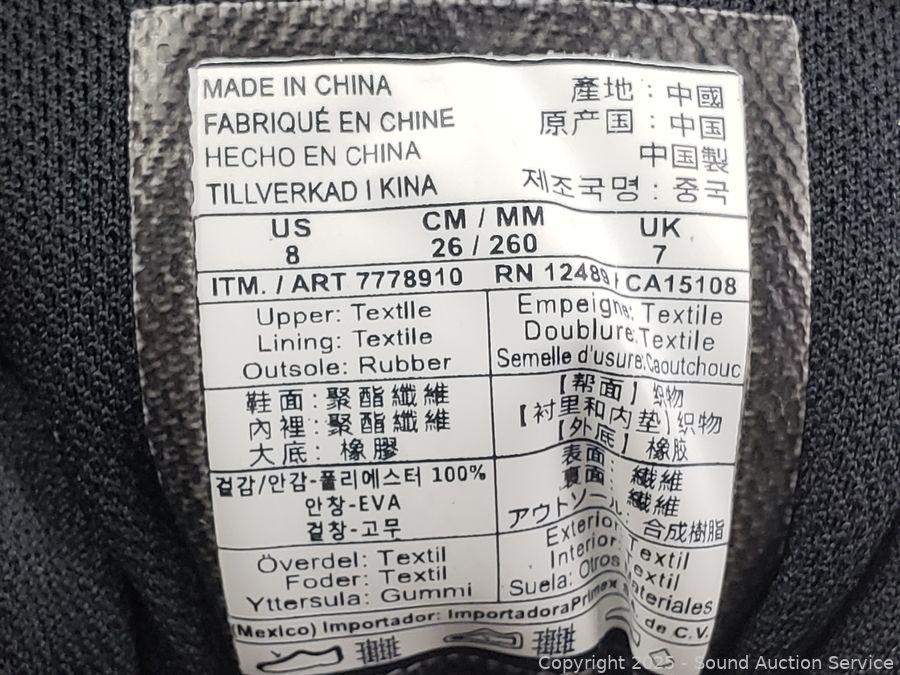 MADE IN CHINA 產地：中國
FABRIQUÉ EN CHINE 原产国：中国
HECHO EN CHINA 中国製
TILLVERKAD I KINA 제조국명：중국
US CM / MM UK
8 26 / 260 7
ITM. / ART 7778910 RN 12489 CA15108
Upper: Textlle Empeigne: Textile
Lining: Textile Doublure: Textile
Outsole: Rubber Semelle d'usure: Caoutchouc
鞋面：聚酯纖維 【帮面】织物
內裡：聚酯纖維 【衬里和内垫】织物
大底：橡膠 【外底】橡胶
겉감/안감-폴리에스터 100% 表面：纖維
안창-EVA 裏面：纖維
겉창-고무 アウトソール：合成樹脂
Överdel: Textil Exterior: Textil
Foder: Textil Interior: Textil
Yttersula: Gummi Suela: Otros Materiales
(Mexico) Importador: Importadora Primex de C.V.
Copyright 2025 - Sound Auction Service